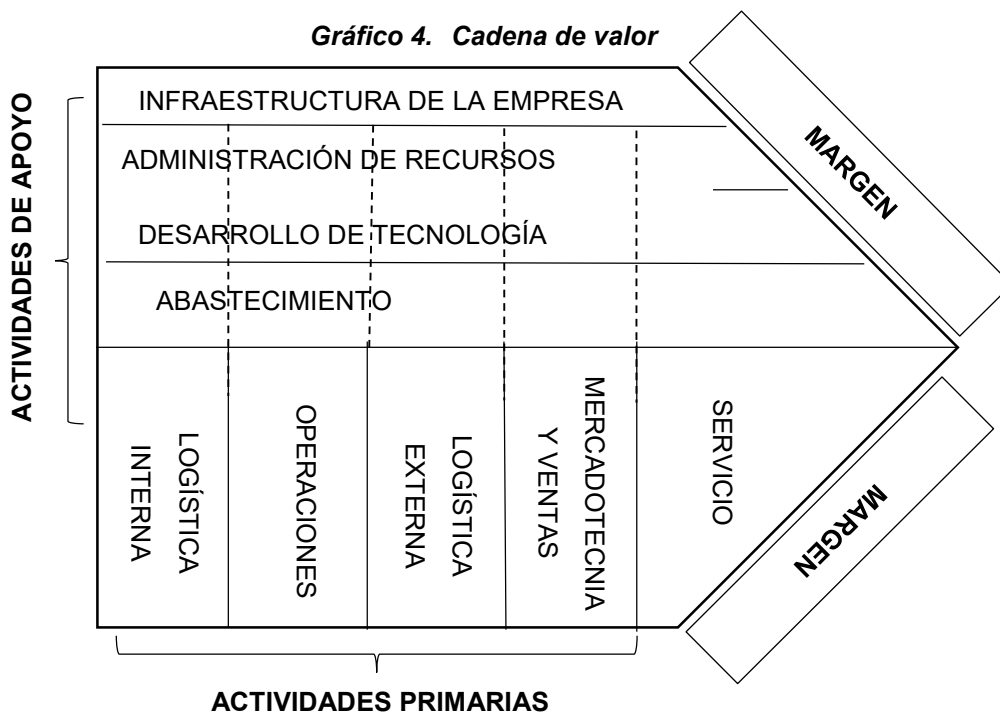 Gráfico 4. Cadena de valor
ACTIVIDADES DE APOYO
INFRAESTRUCTURA DE LA EMPRESA
ADMINISTRACIÓN DE RECURSOS
DESARROLLO DE TECNOLOGÍA
ABASTECIMIENTO
MARGEN
LOGÍSTICA
INTERNA
OPERACIONES
LOGÍSTICA
EXTERNA
MERCADOTECNIA
Y VENTAS
SERVICIO
MARGEN
ACTIVIDADES PRIMARIAS